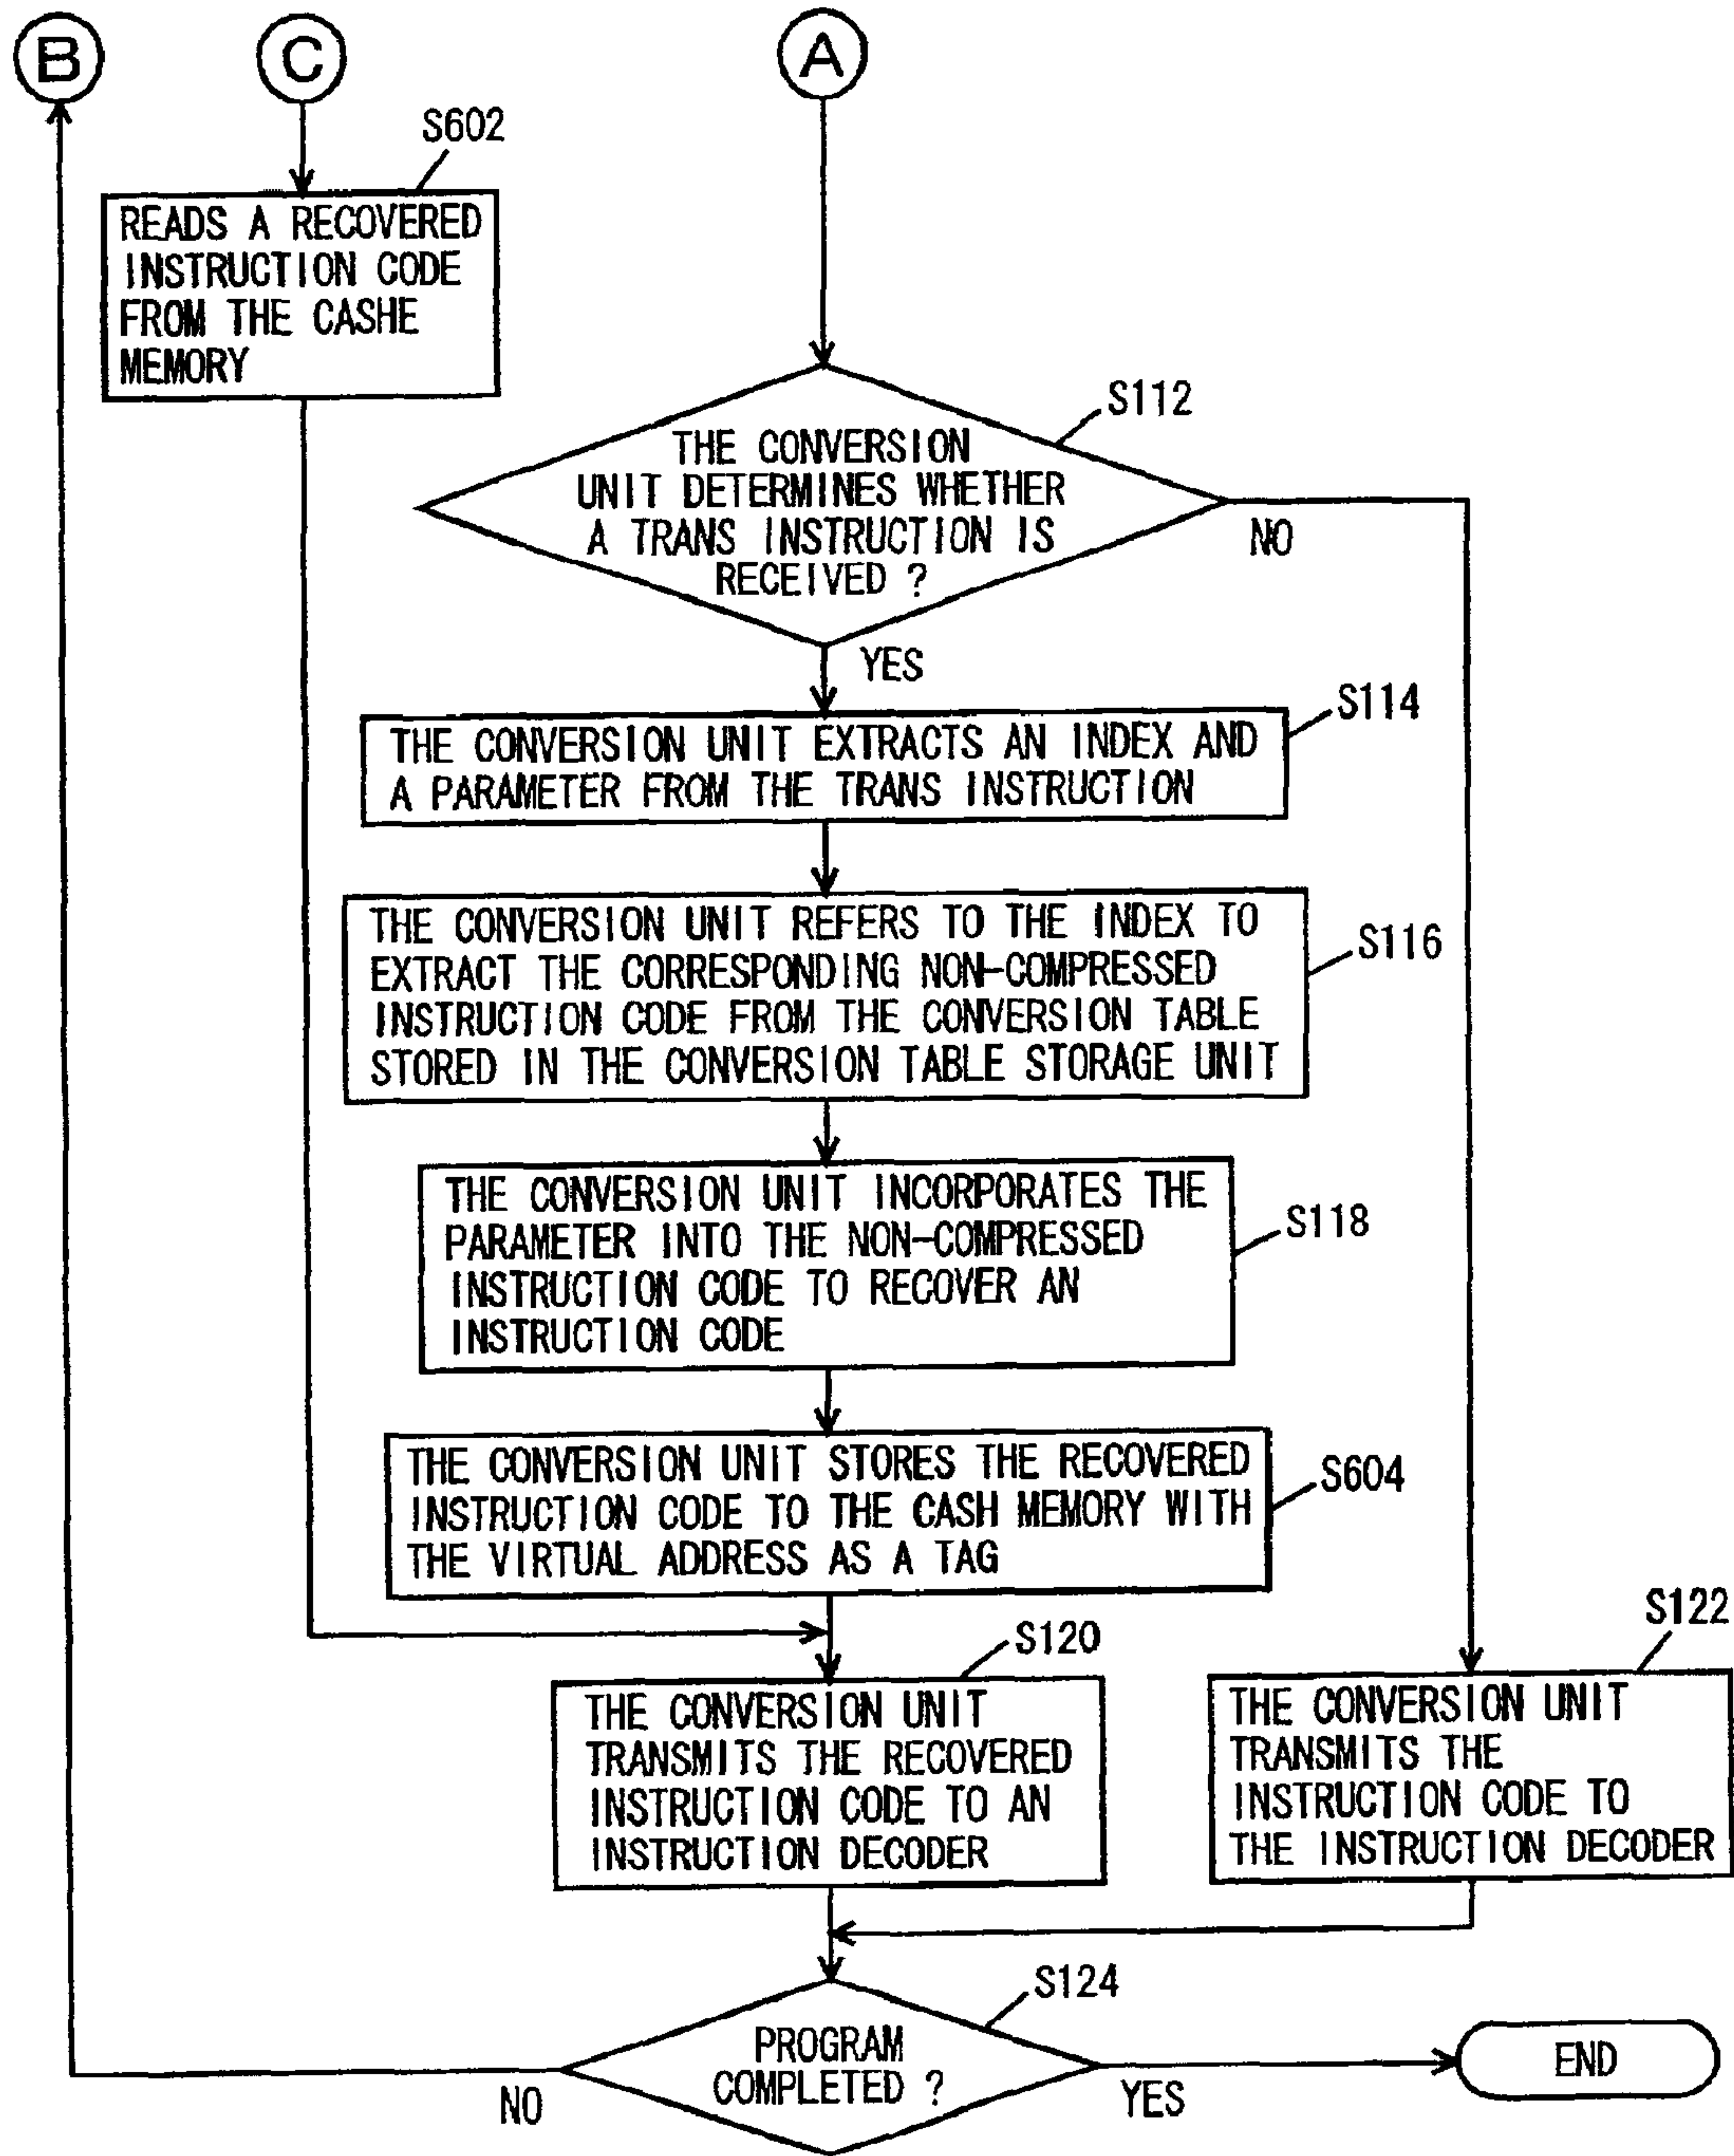 B
C
A
S602
READS A RECOVERED
INSTRUCTION CODE
FROM THE CASHE
MEMORY
S112
THE CONVERSION
UNIT DETERMINES WHETHER
A TRANS INSTRUCTION IS
RECEIVED ?
NO
YES
S114
THE CONVERSION UNIT EXTRACTS AN INDEX AND
A PARAMETER FROM THE TRANS INSTRUCTION
S116
THE CONVERSION UNIT REFERS TO THE INDEX TO
EXTRACT THE CORRESPONDING NON-COMPRESSED
INSTRUCTION CODE FROM THE CONVERSION TABLE
STORED IN THE CONVERSION TABLE STORAGE UNIT
S118
THE CONVERSION UNIT INCORPORATES THE
PARAMETER INTO THE NON-COMPRESSED
INSTRUCTION CODE TO RECOVER AN
INSTRUCTION CODE
S604
THE CONVERSION UNIT STORES THE RECOVERED
INSTRUCTION CODE TO THE CASH MEMORY WITH
THE VIRTUAL ADDRESS AS A TAG
S120
THE CONVERSION UNIT
TRANSMITS THE RECOVERED
INSTRUCTION CODE TO AN
INSTRUCTION DECODER
S122
THE CONVERSION UNIT
TRANSMITS THE
INSTRUCTION CODE TO
THE INSTRUCTION DECODER
S124
PROGRAM
COMPLETED ?
NO
YES
END